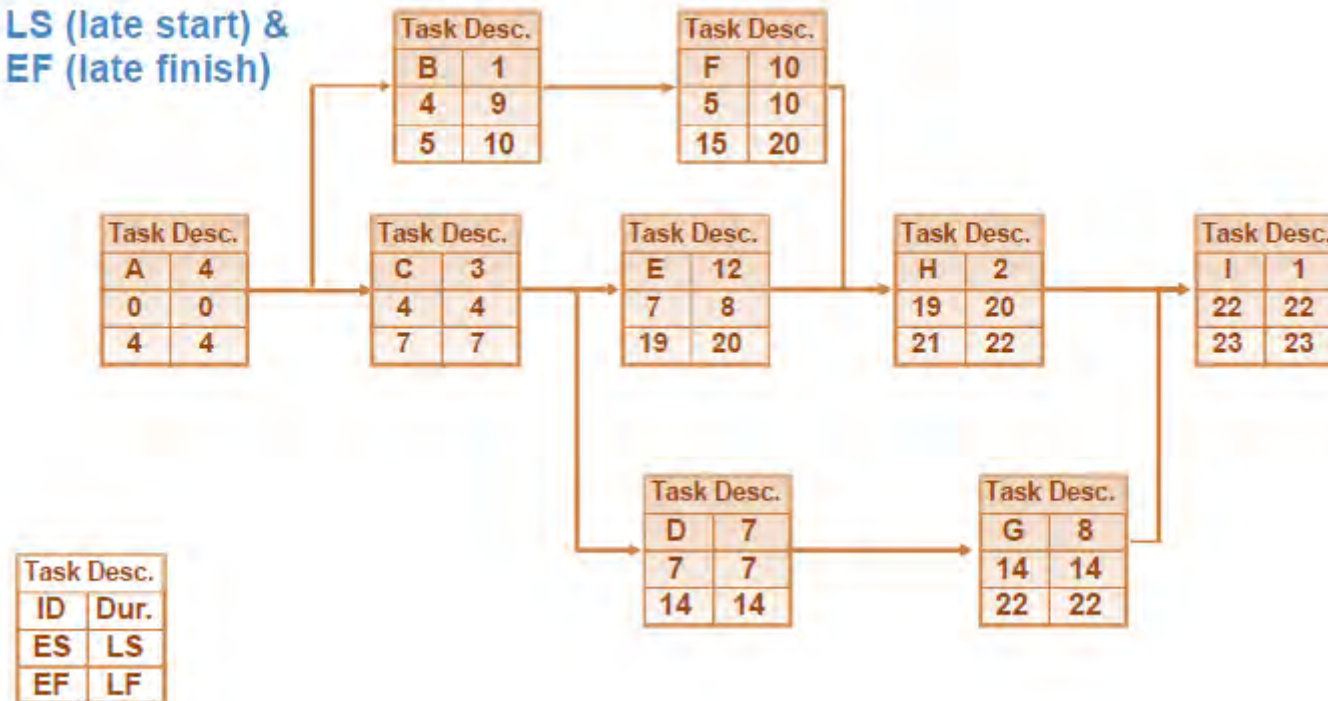 LS (late start) &
EF (late finish)
Task Desc.
B 1
4 9
5 10
Task Desc.
F 10
5 10
15 20
Task Desc.
A 4
0 0
4 4
Task Desc.
C 3
4 4
7 7
Task Desc.
E 12
7 8
19 20
Task Desc.
H 2
19 20
21 22
Task Desc.
I 1
22 22
23 23
Task Desc.
D 7
7 7
14 14
Task Desc.
G 8
14 14
22 22
Task Desc.
ID Dur.
ES LS
EF LF